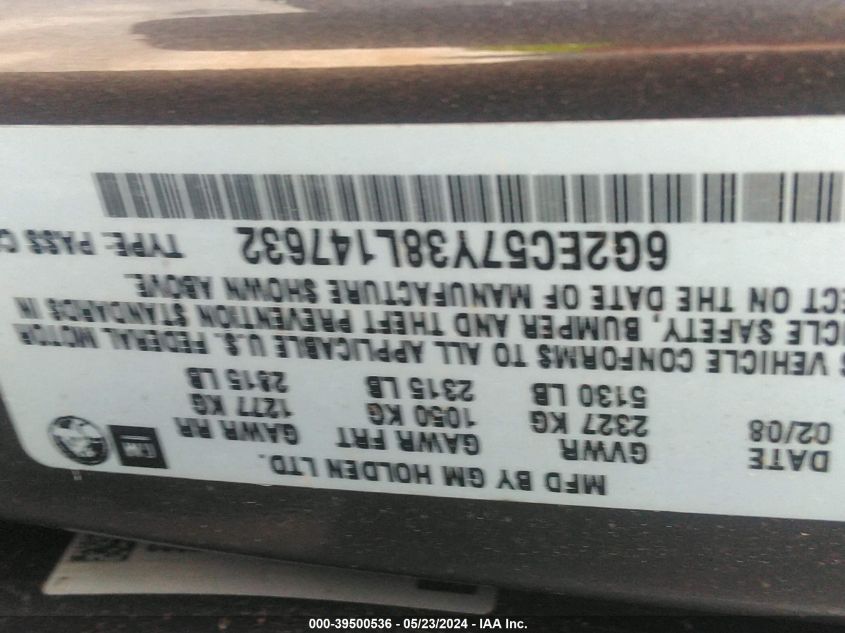 MFD BY GM HOLDEN LTD.
DATE GVWR GAWR FRT GAWR RR
02/08 2327 KG 1050 KG 1277 KG
5130 LB 2315 LB 2815 LB
VEHICLE CONFORMS TO ALL APPLICABLE U.S. FEDERAL MOTOR
CLE SAFETY, BUMPER AND THEFT PREVENTION STANDARDS IN
ECT ON THE DATE OF MANUFACTURE SHOWN ABOVE.
6G2EC57Y38L147632 TYPE: PASS C
GM
000-39500536 - 05/23/2024 - IAA Inc.